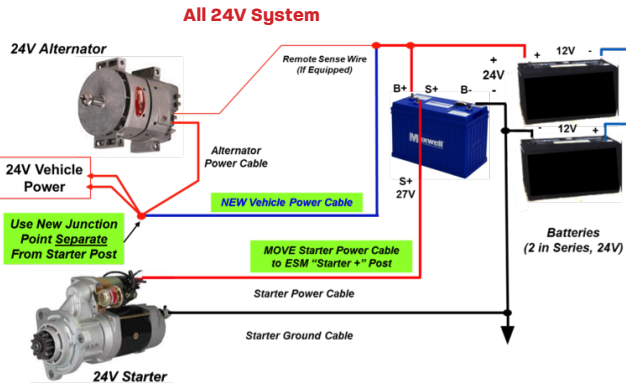 All 24V System
24V Alternator
Remote Sense Wire
(If Equipped)
+
24V
-
+ 12V -
B+ S+ B-
Maxwell
- 12V +
Alternator
Power Cable
24V Vehicle
Power
S+
27V
NEW Vehicle Power Cable
Use New Junction
Point Separate
From Starter Post
Batteries
(2 in Series, 24V)
MOVE Starter Power Cable
to ESM “Starter +” Post
Starter Power Cable
Starter Ground Cable
24V Starter